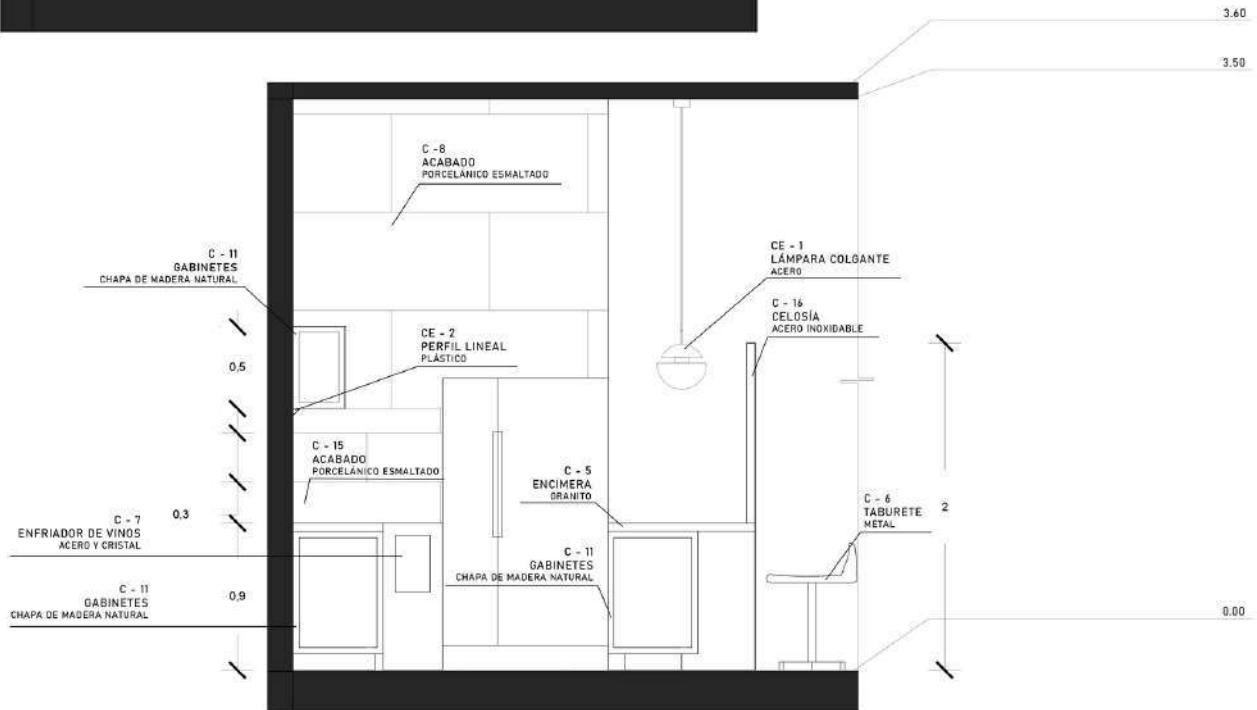 3.60
3.50
C -8
ACABADO
PORCELÁNICO ESMALTADO
C - 11
GABINETES
CHAPA DE MADERA NATURAL
CE - 1
LÁMPARA COLGANTE
ACERO
C - 16
CELOSÍA
ACERO INOXIDABLE
CE - 2
PERFIL LINEAL
PLÁSTICO
0,5
C - 15
ACABADO
PORCELÁNICO ESMALTADO
C - 5
ENCIMERA
GRANITO
C - 6
TABURETE
METAL
2
0,3
C - 7
ENFRIADOR DE VINOS
ACERO Y CRISTAL
C - 11
GABINETES
CHAPA DE MADERA NATURAL
C - 11
GABINETES
CHAPA DE MADERA NATURAL
0,9
0.00